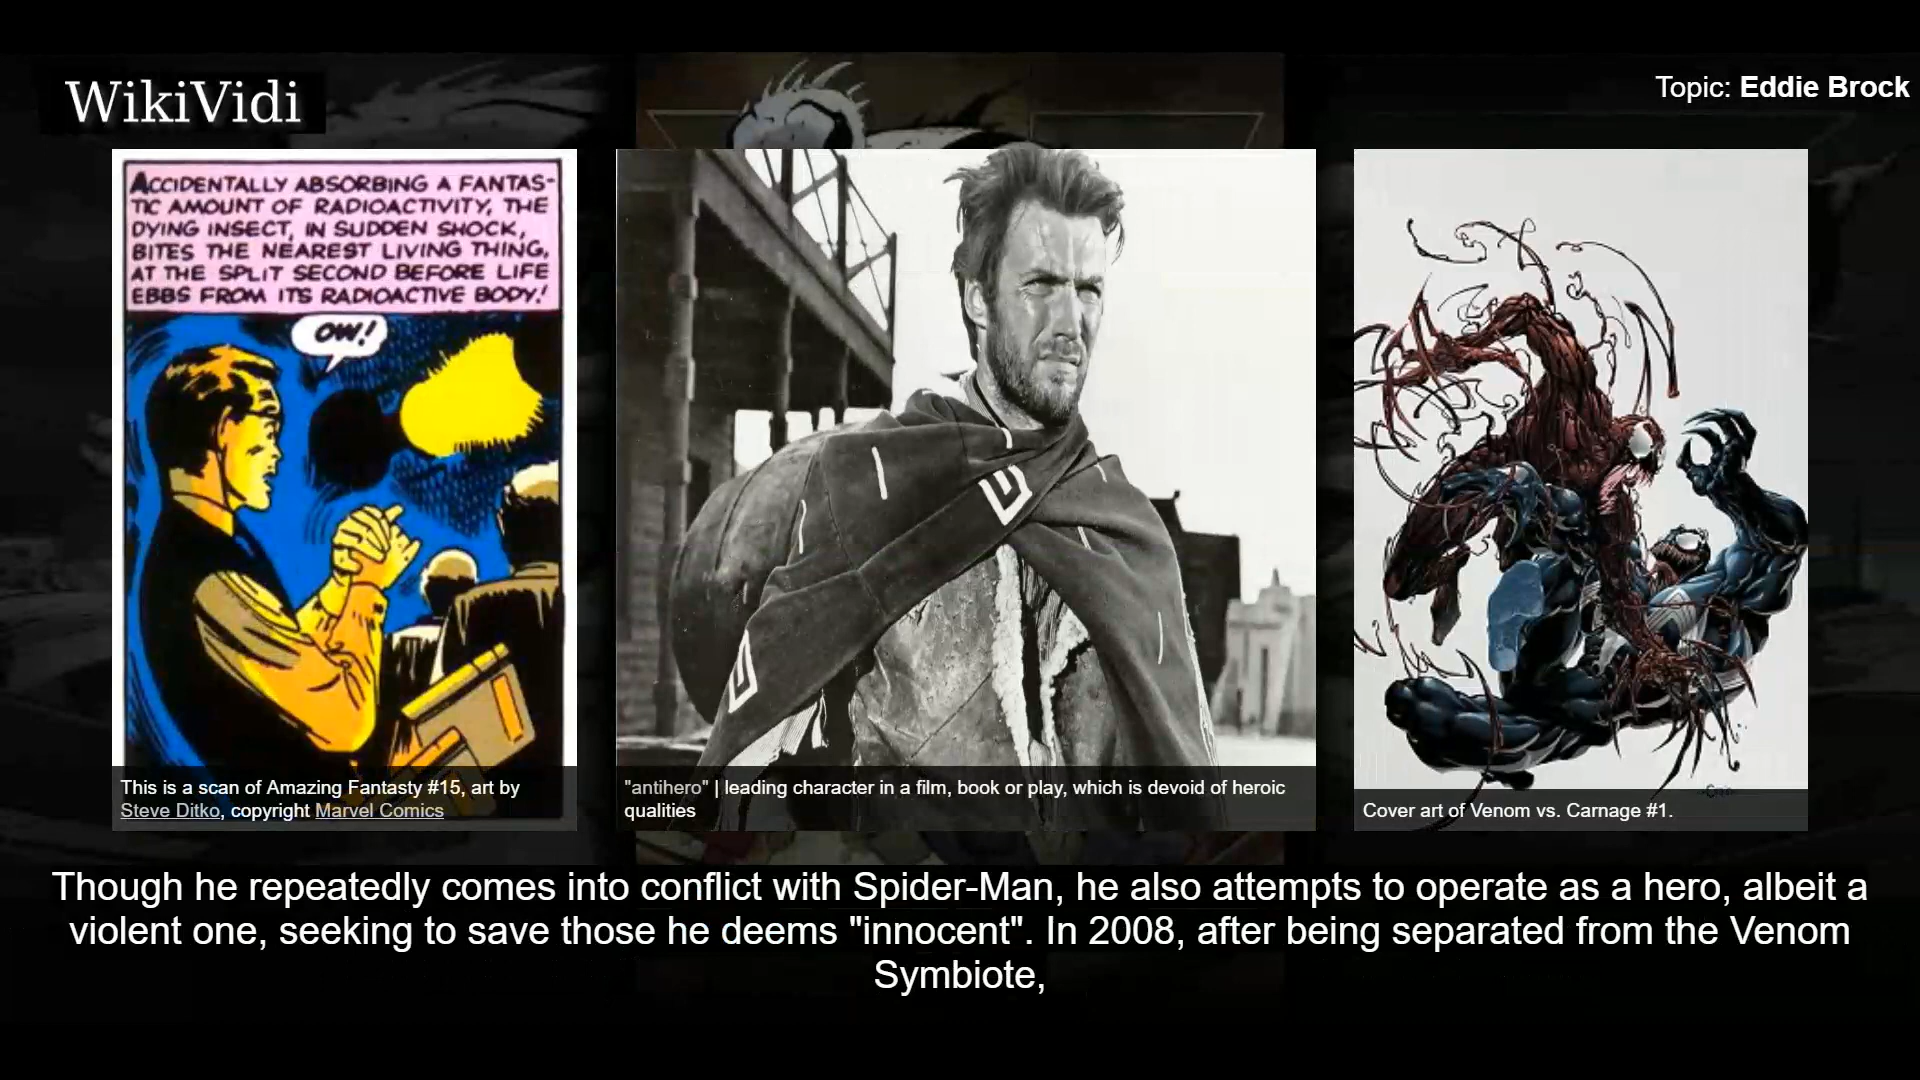 WikiVidi
Topic: Eddie Brock
ACCIDENTALLY ABSORBING A FANTAS-
TIC AMOUNT OF RADIOACTIVITY, THE
DYING INSECT, IN SUDDEN SHOCK,
BITES THE NEAREST LIVING THING,
AT THE SPLIT SECOND BEFORE LIFE
EBBS FROM ITS RADIOACTIVE BODY!
OW!
This is a scan of Amazing Fantasty #15, art by
Steve Ditko, copyright Marvel Comics
"antihero" | leading character in a film, book or play, which is devoid of heroic
qualities
Cover art of Venom vs. Carnage #1.
Though he repeatedly comes into conflict with Spider-Man, he also attempts to operate as a hero, albeit a
violent one, seeking to save those he deems "innocent". In 2008, after being separated from the Venom
Symbiote,